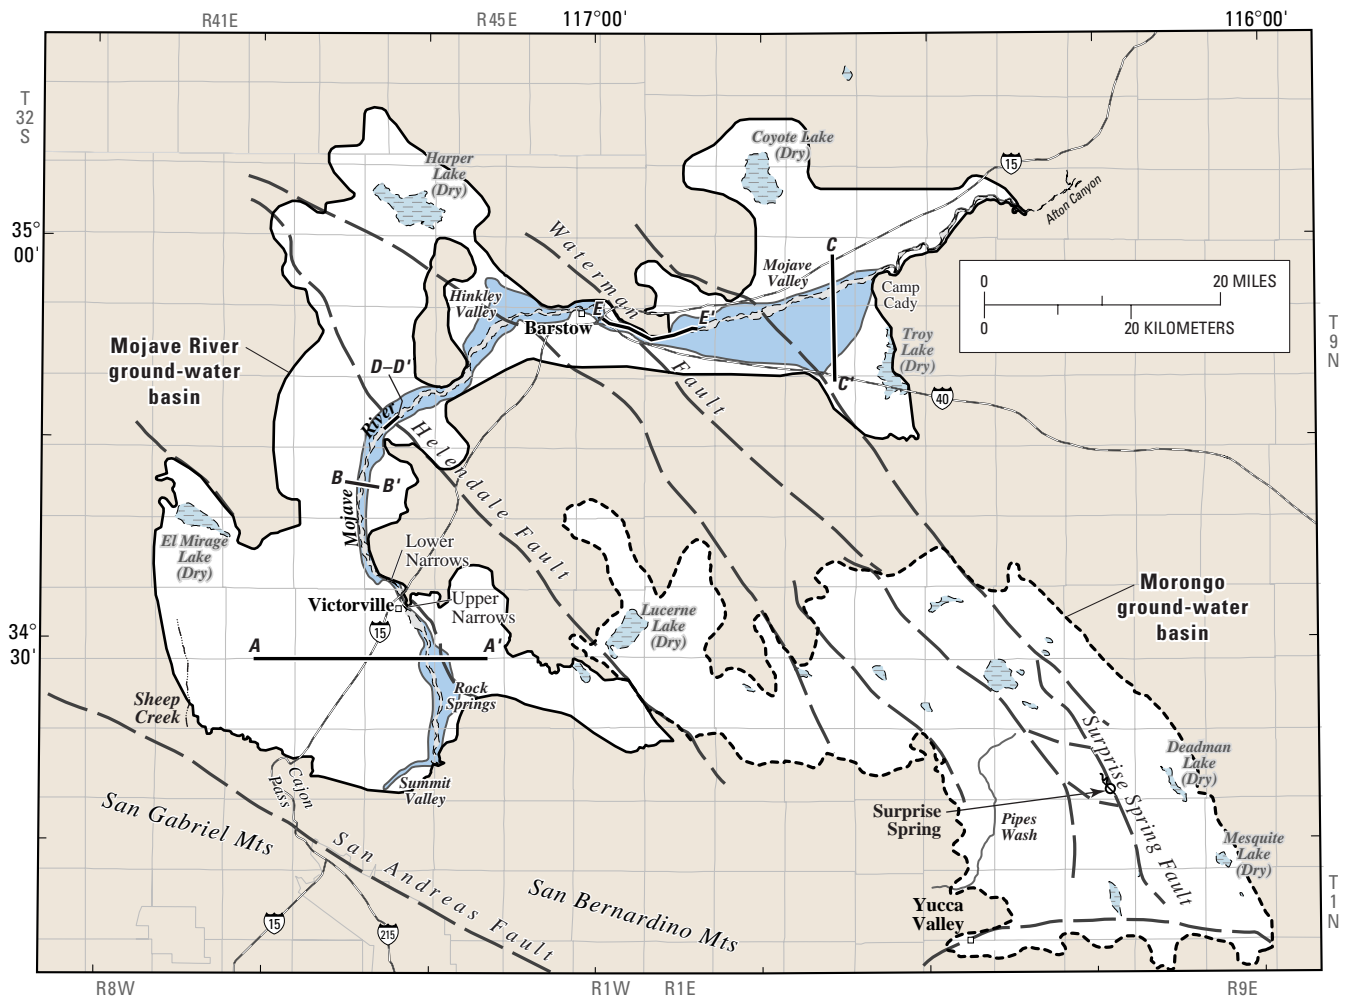 R41E
R45E
117°00'
116°00'
T
32
S
35°
00'
34°
30'
T
9
N
T
1
N
R8W
R1W
R1E
R9E
Harper
Lake
(Dry)
Coyote Lake
(Dry)
15
Afton Canyon
0
20 MILES
0
20 KILOMETERS
Waterman
Fault
Mojave
Valley
C
C'
Camp
Cady
Troy
Lake
(Dry)
Hinkley
Valley
Barstow
E
E'
40
Mojave River
ground-water
basin
D–D'
Mojave
River
B
B'
Helendale Fault
El Mirage
Lake
(Dry)
Lower
Narrows
Victorville
Upper
Narrows
15
A
A'
Lucerne
Lake
(Dry)
Morongo
ground-water
basin
Rock
Springs
Sheep
Creek
Summit
Valley
Cajon
Pass
San Gabriel Mts
San Andreas Fault
San Bernardino Mts
15
215
Surprise Spring Fault
Deadman
Lake
(Dry)
Surprise
Spring
Pipes
Wash
Mesquite
Lake
(Dry)
Yucca
Valley